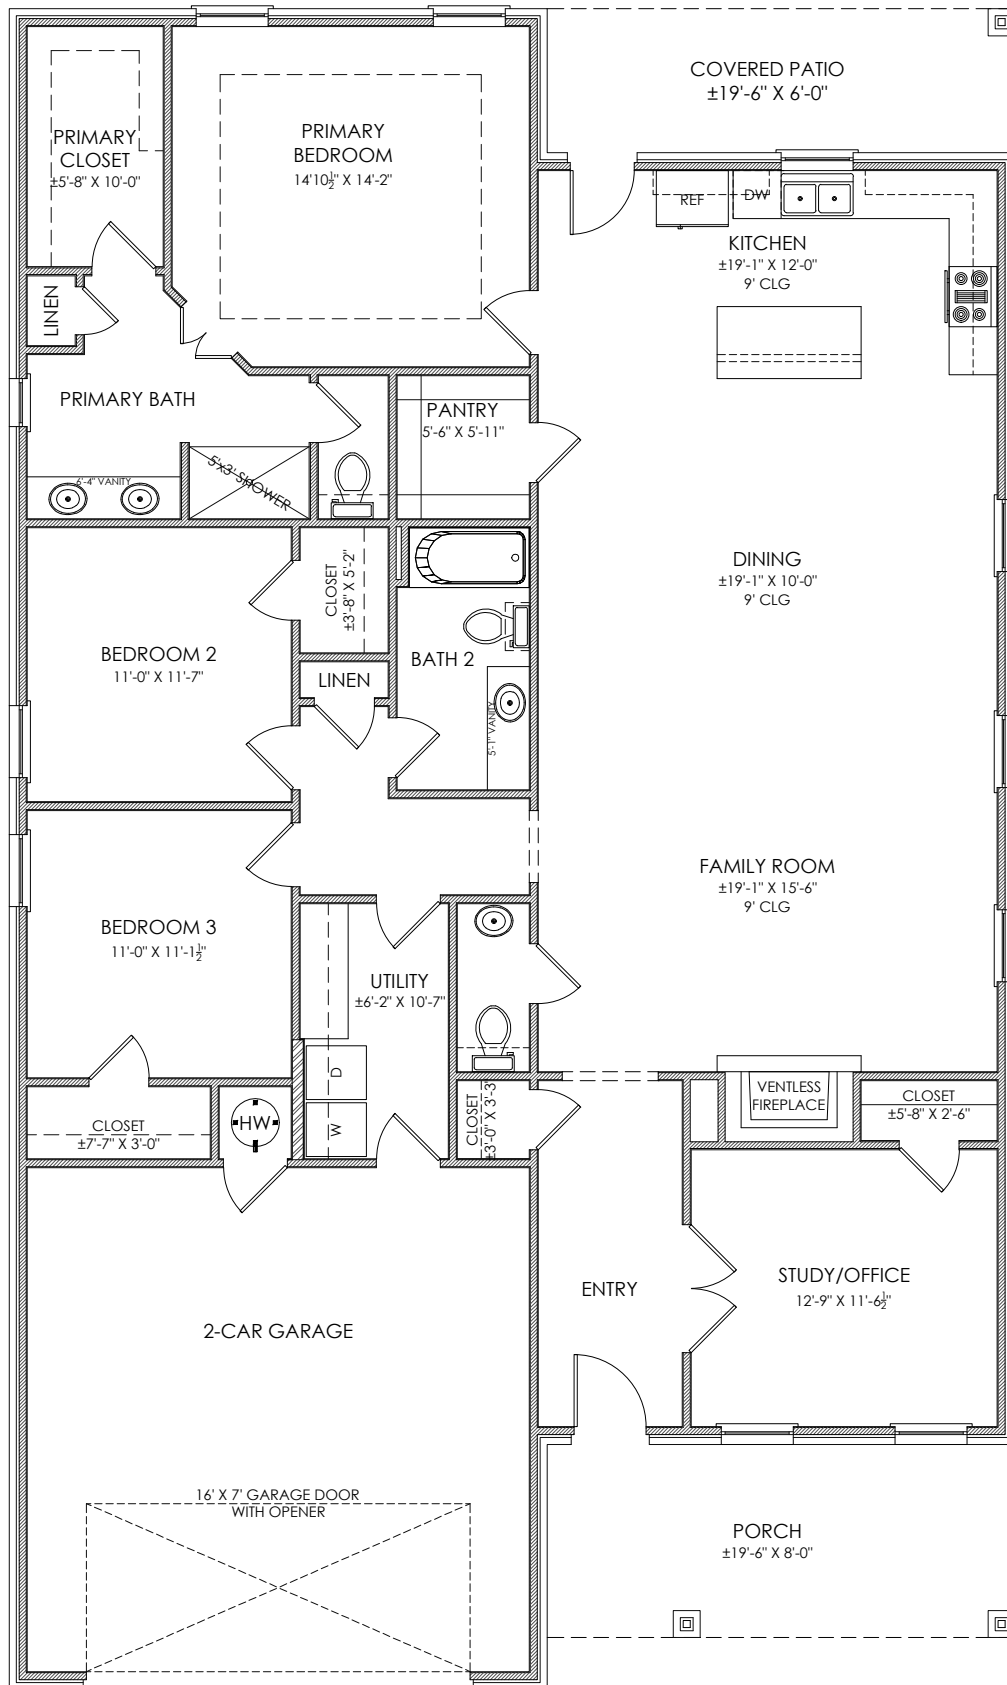 COVERED PATIO
±19'-6" X 6'-0"
PRIMARY
CLOSET
±5'-8" X 10'-0"
PRIMARY
BEDROOM
14'10½" X 14'-2"
REF
DW
KITCHEN
±19'-1" X 12'-0"
9' CLG
LINEN
PRIMARY BATH
PANTRY
5'-6" X 5'-11"
6'-4" VANITY
5'x3' SHOWER
DINING
±19'-1" X 10'-0"
9' CLG
CLOSET
±3'-8" X 5'-2"
BEDROOM 2
11'-0" X 11'-7"
BATH 2
LINEN
5'-1" VANITY
FAMILY ROOM
±19'-1" X 15'-6"
9' CLG
BEDROOM 3
11'-0" X 11'-1½"
UTILITY
±6'-2" X 10'-7"
D
W
VENTLESS
FIREPLACE
CLOSET
±5'-8" X 2'-6"
CLOSET
±3'-0" X 3'-3"
CLOSET
±7'-7" X 3'-0"
HW
ENTRY
STUDY/OFFICE
12'-9" X 11'-6½"
2-CAR GARAGE
16' X 7' GARAGE DOOR
WITH OPENER
PORCH
±19'-6" X 8'-0"